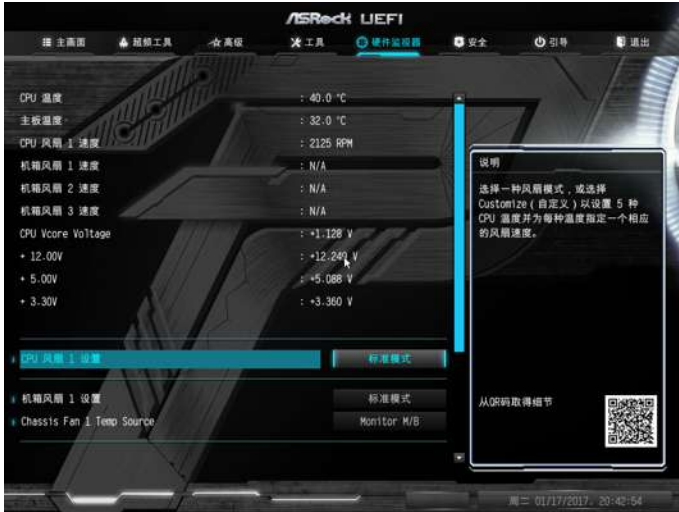 ASRock UEFI
主画面 超频工具 高级 工具 硬件监视器 安全 引导 退出
CPU 温度 : 40.0 °C
主板温度 : 32.0 °C
CPU 风扇 1 速度 : 2125 RPM
机箱风扇 1 速度 : N/A
机箱风扇 2 速度 : N/A
机箱风扇 3 速度 : N/A
CPU Vcore Voltage : +1.128 V
+ 12.00V : +12.249 V
+ 5.00V : +5.088 V
+ 3.30V : +3.360 V
CPU 风扇 1 设置 标准模式
机箱风扇 1 设置 标准模式
Chassis Fan 1 Temp Source Monitor M/B
说明
选择一种风扇模式，或选择
Customize（自定义）以设置 5 种
CPU 温度并为每种温度指定一个相应
的风扇速度。
从QR码取得细节
周二 01/17/2017. 20:42:54